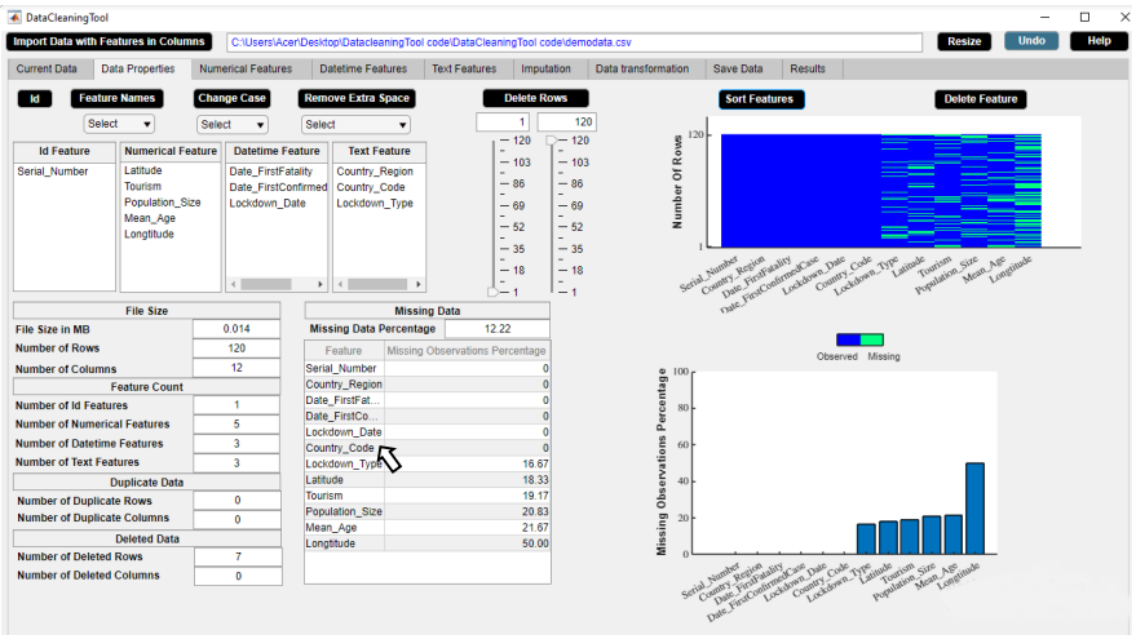 DataCleaningTool
Import Data with Features in Columns C:\Users\Acer\Desktop\DatacleaningTool code\DataCleaningTool code\demodata.csv Resize Undo Help
Current Data Data Properties Numerical Features Datetime Features Text Features Imputation Data transformation Save Data Results
Id Feature Names Change Case Remove Extra Space Delete Rows Sort Features Delete Feature
Select Select Select 1 120
Id Feature Numerical Feature Datetime Feature Text Feature
Serial_Number Latitude Date_FirstFatality Country_Region
Tourism Date_FirstConfirmed Country_Code
Population_Size Lockdown_Date Lockdown_Type
Mean_Age
Longtitude
120 120
103 103
86 86
69 69
52 52
35 35
18 18
1 1
Number Of Rows
120
1
Serial_Number Country_Region Date_FirstFatality Date_FirstConfirmedCase Lockdown_Date Country_Code Lockdown_Type Latitude Tourism Population_Size Mean_Age Longtitude
Observed Missing
File Size
File Size in MB 0.014
Number of Rows 120
Number of Columns 12
Feature Count
Number of Id Features 1
Number of Numerical Features 5
Number of Datetime Features 3
Number of Text Features 3
Duplicate Data
Number of Duplicate Rows 0
Number of Duplicate Columns 0
Deleted Data
Number of Deleted Rows 7
Number of Deleted Columns 0
Missing Data
Missing Data Percentage 12.22
Feature Missing Observations Percentage
Serial_Number 0
Country_Region 0
Date_FirstFat... 0
Date_FirstCo... 0
Lockdown_Date 0
Country_Code 0
Lockdown_Type 16.67
Latitude 18.33
Tourism 19.17
Population_Size 20.83
Mean_Age 21.67
Longtitude 50.00
Missing Observations Percentage
100
80
60
40
20
0
Serial_Number Country_Region Date_FirstFatality Date_FirstConfirmedCase Lockdown_Date Country_Code Lockdown_Type Latitude Tourism Population_Size Mean_Age Longtitude